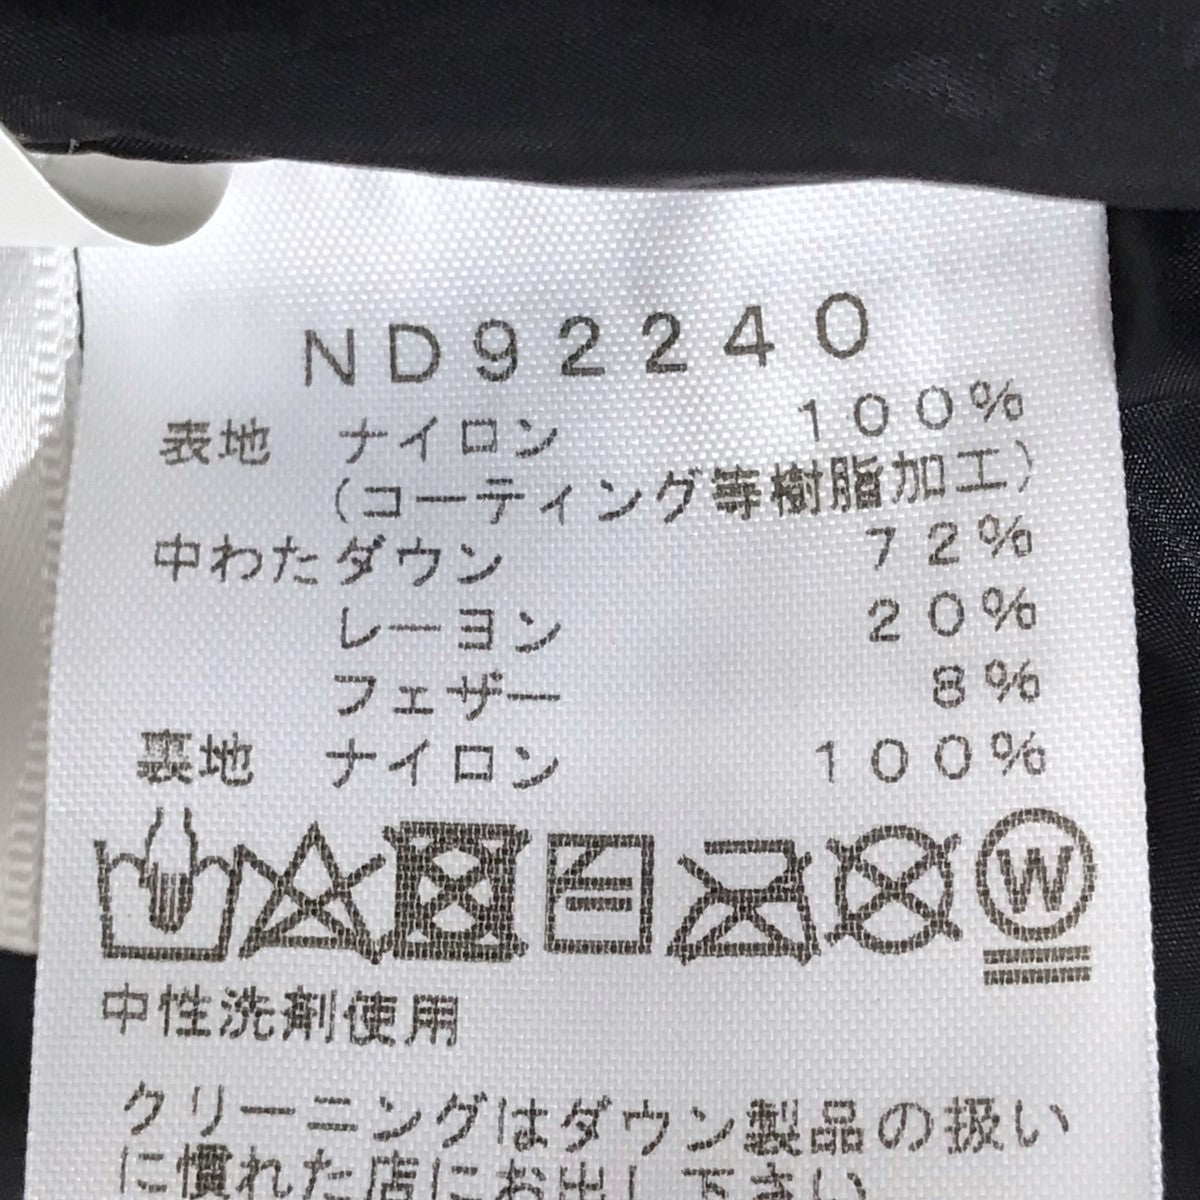 ND92240
表地 ナイロン 100%
(コーティング等樹脂加工)
中わた ダウン 72%
レーヨン 20%
フェザー 8%
裏地 ナイロン 100%
W
中性洗剤使用
クリーニングはダウン製品の扱い
に慣れた店にお出し下さい